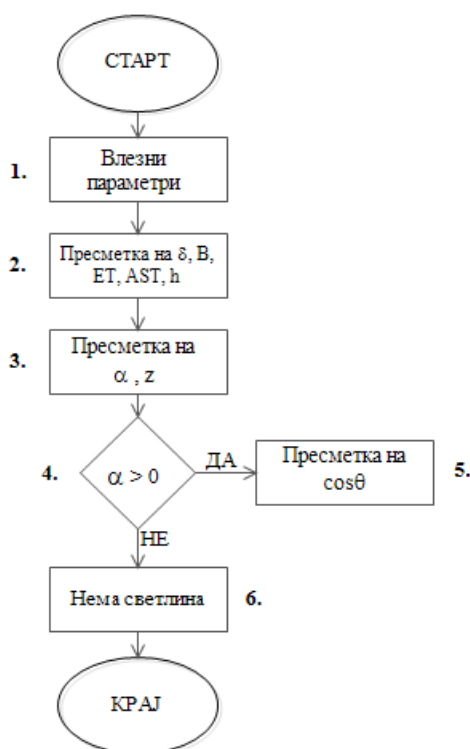 СТАРТ
1.
Влезни
параметри
2.
Пресметка на δ, B,
ET, AST, h
3.
Пресметка на
α , z
4.
α > 0
ДА
Пресметка на
cosθ
5.
НЕ
Нема светлина
6.
КРАЈ